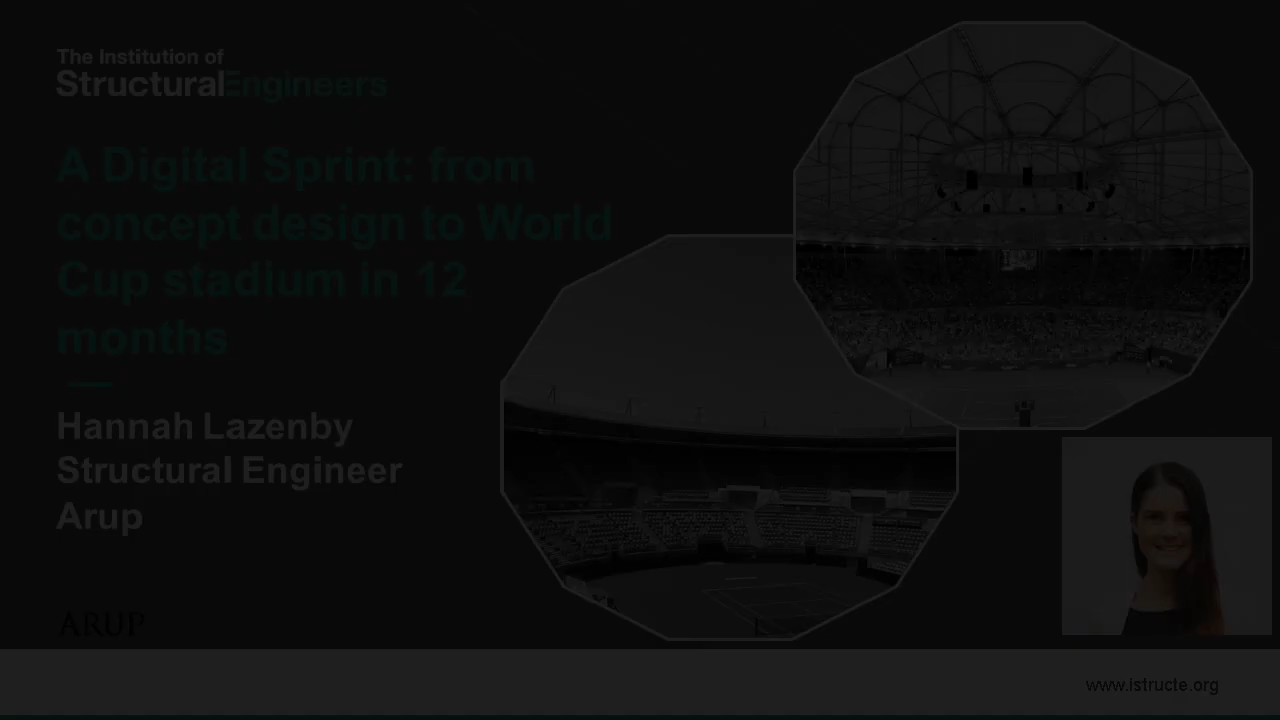 The Institution of
StructuralEngineers
A Digital Sprint: from
concept design to World
Cup stadium in 12
months
Hannah Lazenby
Structural Engineer
Arup
ARUP
www.istructe.org